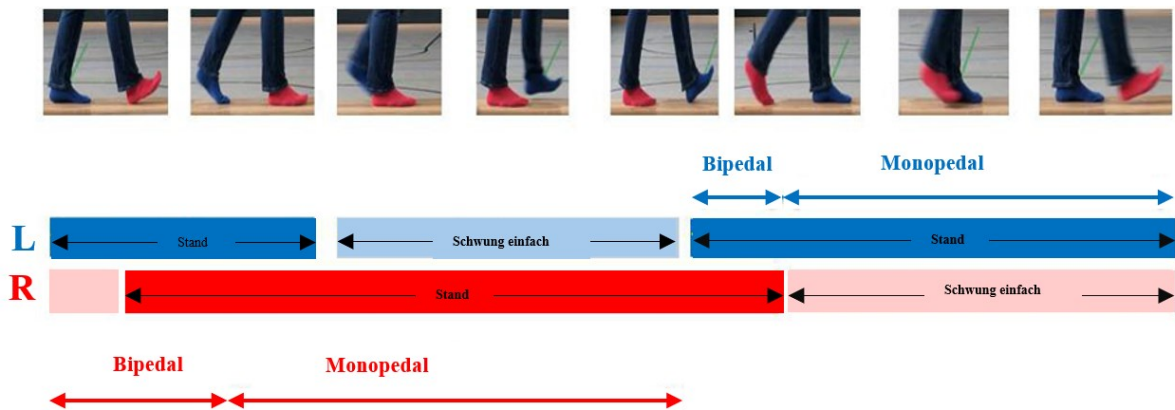 Bipedal Monopedal
L Stand Schwung einfach Stand
R Stand Schwung einfach
Bipedal Monopedal